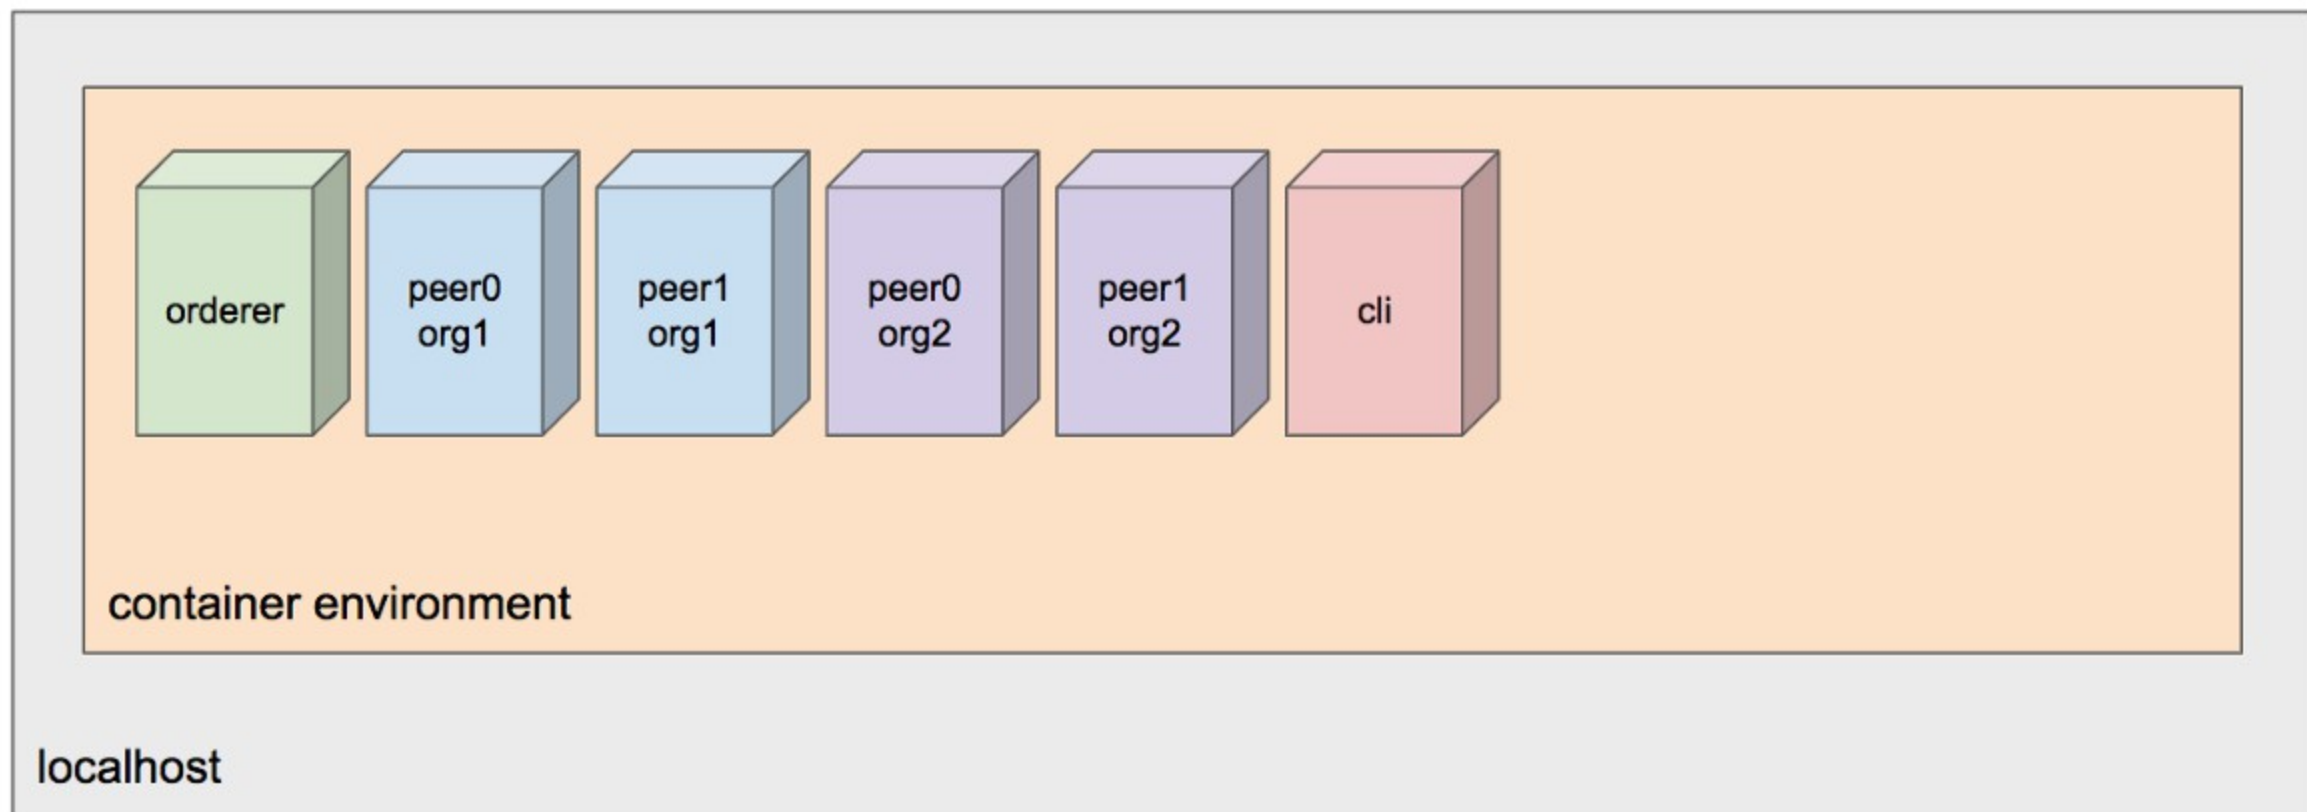 orderer
peer0
org1
peer1
org1
peer0
org2
peer1
org2
cli
container environment
localhost